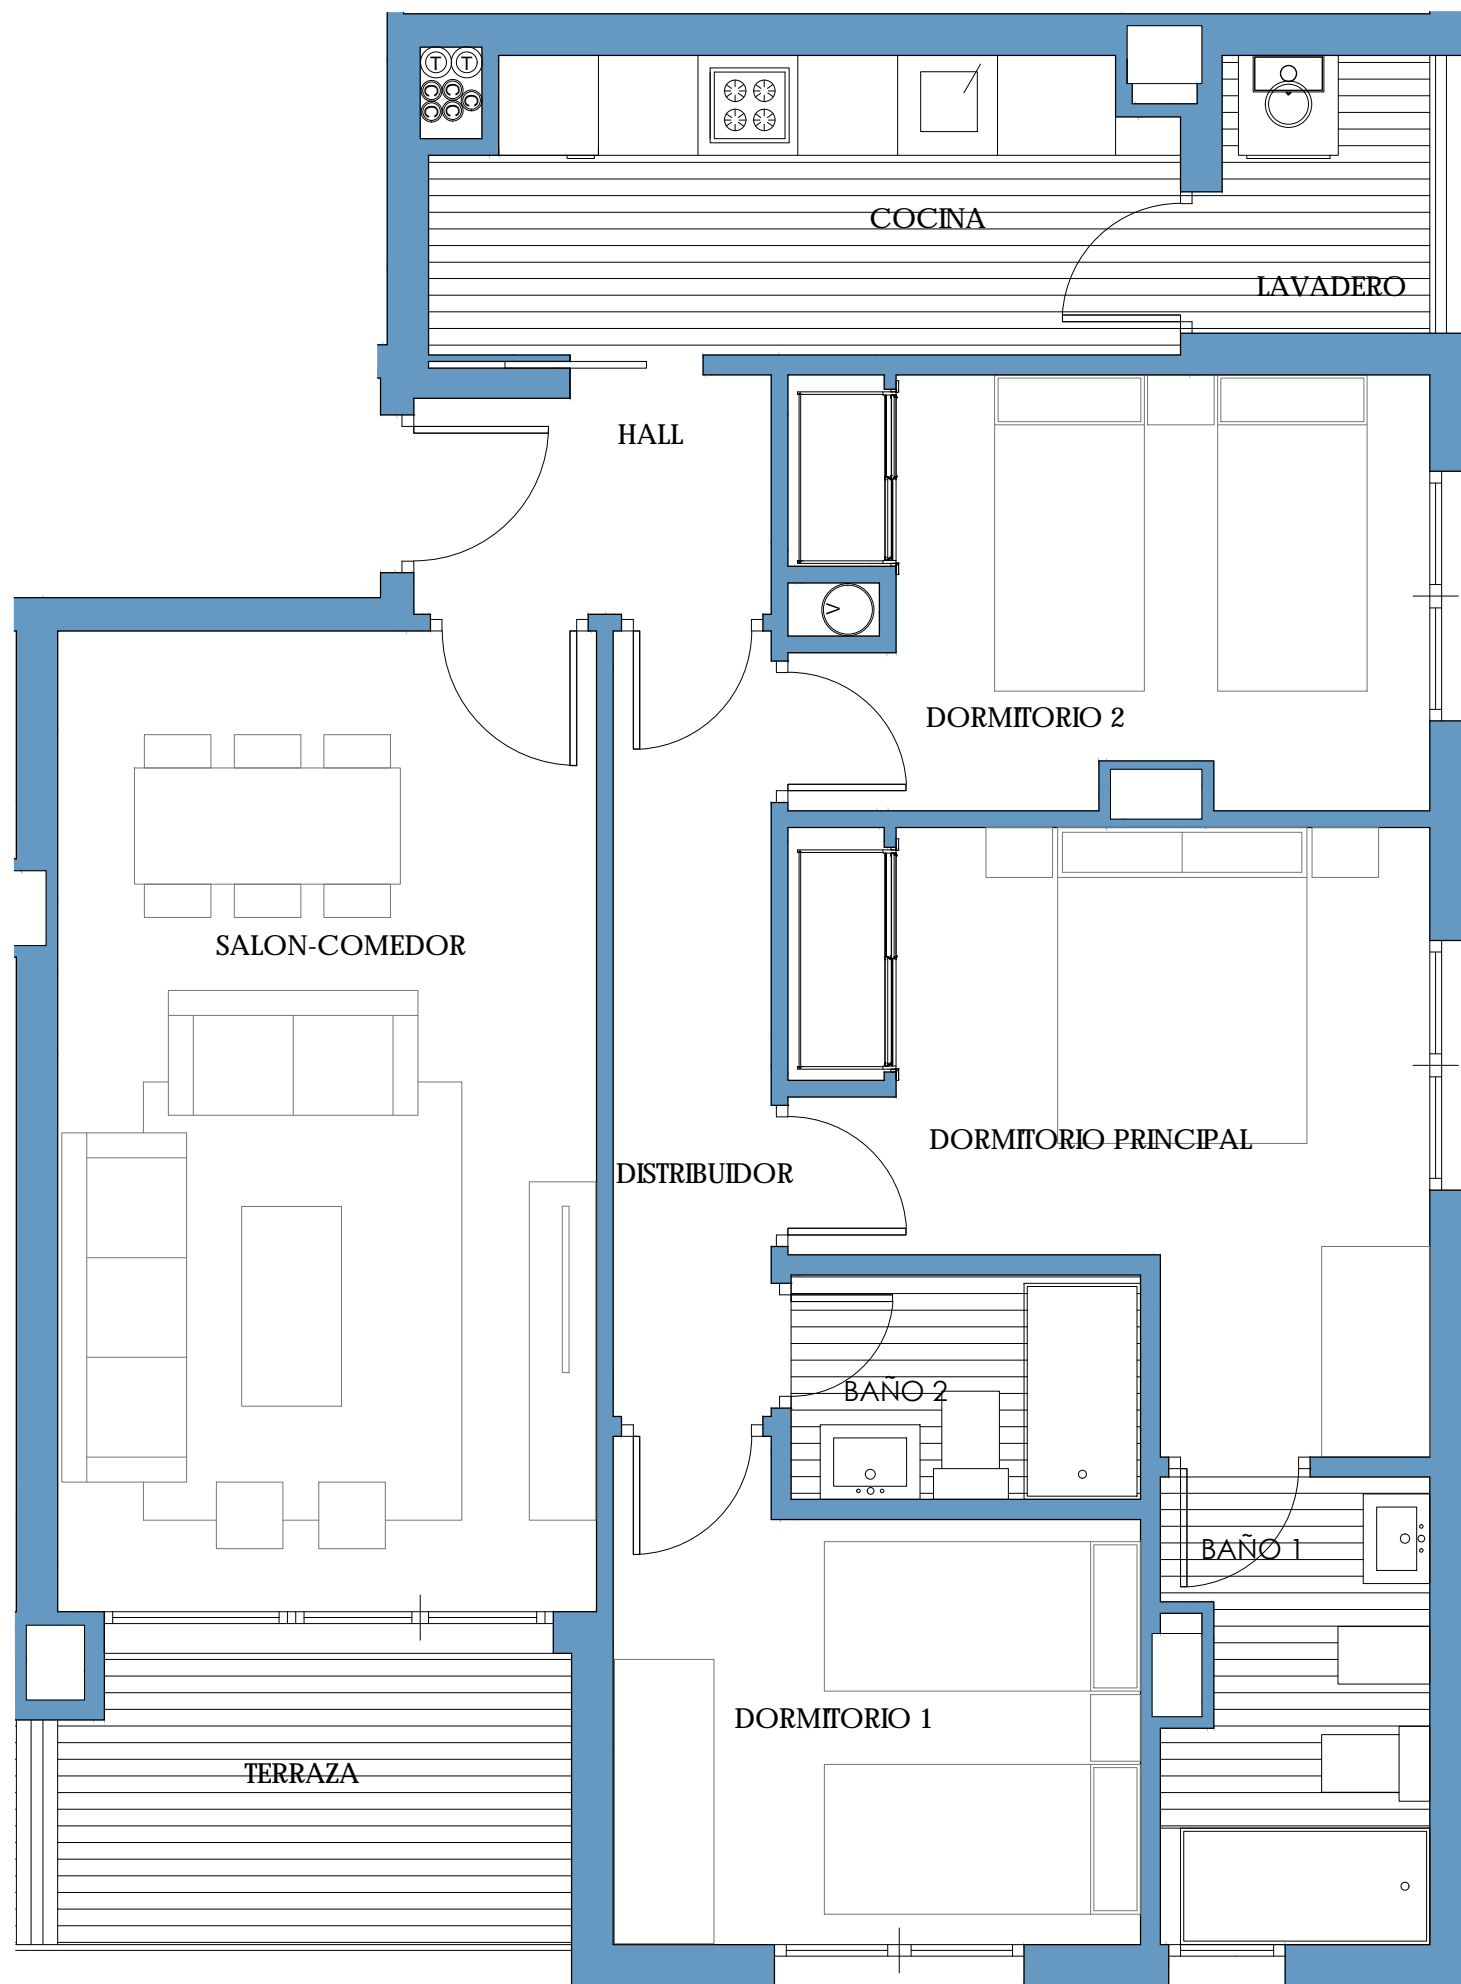 T T
C C C
C C
COCINA
LAVADERO
HALL
V
DORMITORIO 2
SALON-COMEDOR
DORMITORIO PRINCIPAL
DISTRIBUIDOR
BAÑO 2
BAÑO 1
DORMITORIO 1
TERRAZA